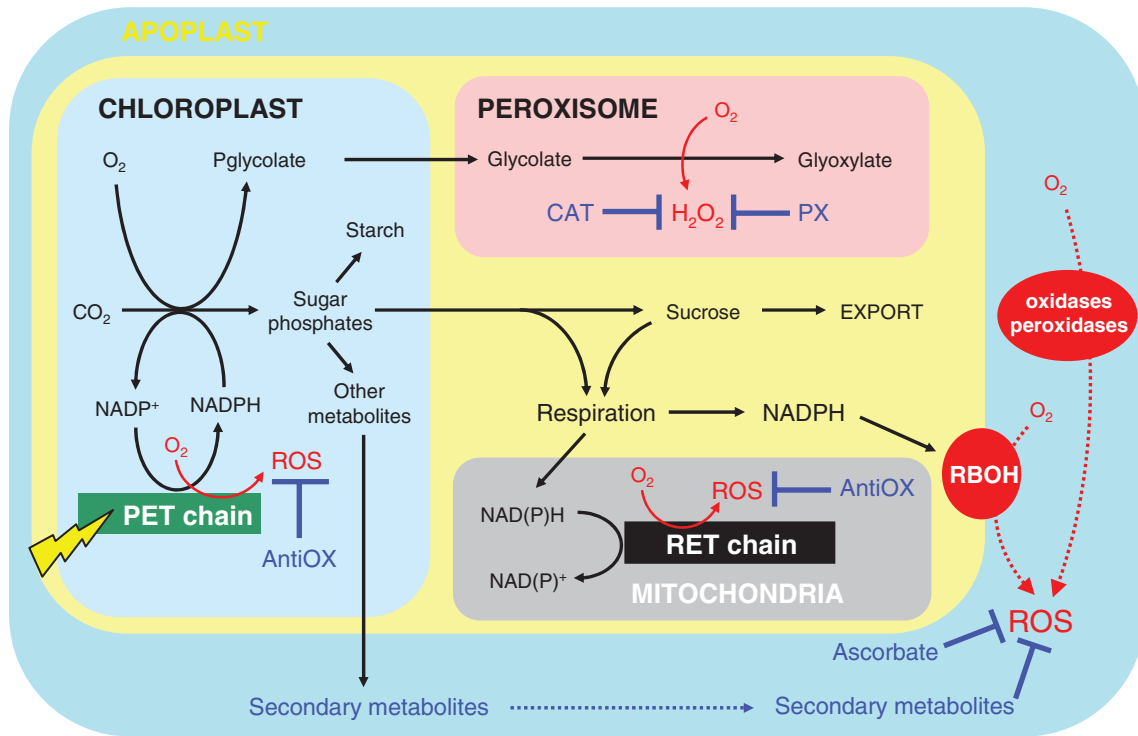 APOPLAST
CHLOROPLAST
PEROXISOME
O₂
O₂
Pglycolate
Glycolate
Glyoxylate
CAT
H₂O₂
PX
O₂
Starch
CO₂
Sugar
phosphates
Sucrose
EXPORT
oxidases
peroxidases
NADP⁺
NADPH
Other
metabolites
Respiration
NADPH
O₂
O₂
ROS
RBOH
PET chain
AntiOX
O₂
ROS
AntiOX
NAD(P)H
RET chain
NAD(P)⁺
MITOCHONDRIA
ROS
Ascorbate
Secondary metabolites
Secondary metabolites